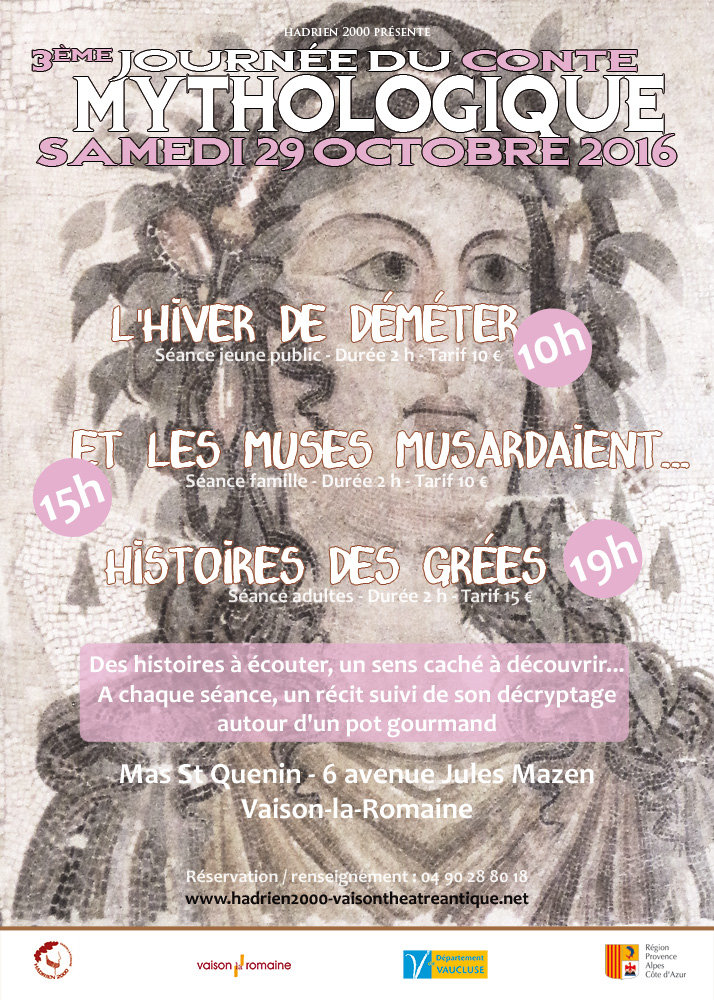 HADRIEN 2000 PRÉSENTE
3ÈME JOURNÉE DU CONTE
MYTHOLOGIQUE
SAMEDI 29 OCTOBRE 2016
L'HIVER DE DÉMÉTER
10h
Séance jeune public - Durée 2 h - Tarif 10 €
ET LES MUSES MUSARDAIENT...
15h
Séance famille - Durée 2 h - Tarif 10 €
HISTOIRES DES GRÉES
19h
Séance adultes - Durée 2 h - Tarif 15 €
Des histoires à écouter, un sens caché à découvrir...
A chaque séance, un récit suivi de son décryptage
autour d'un pot gourmand
Mas St Quenin - 6 avenue Jules Mazen
Vaison-la-Romaine
Réservation / renseignement : 04 90 28 80 18
www.hadrien2000-vaisontheatreantique.net
HADRIEN 2000
vaison la romaine
Département
VAUCLUSE
Région
Provence
Alpes
Côte d'Azur